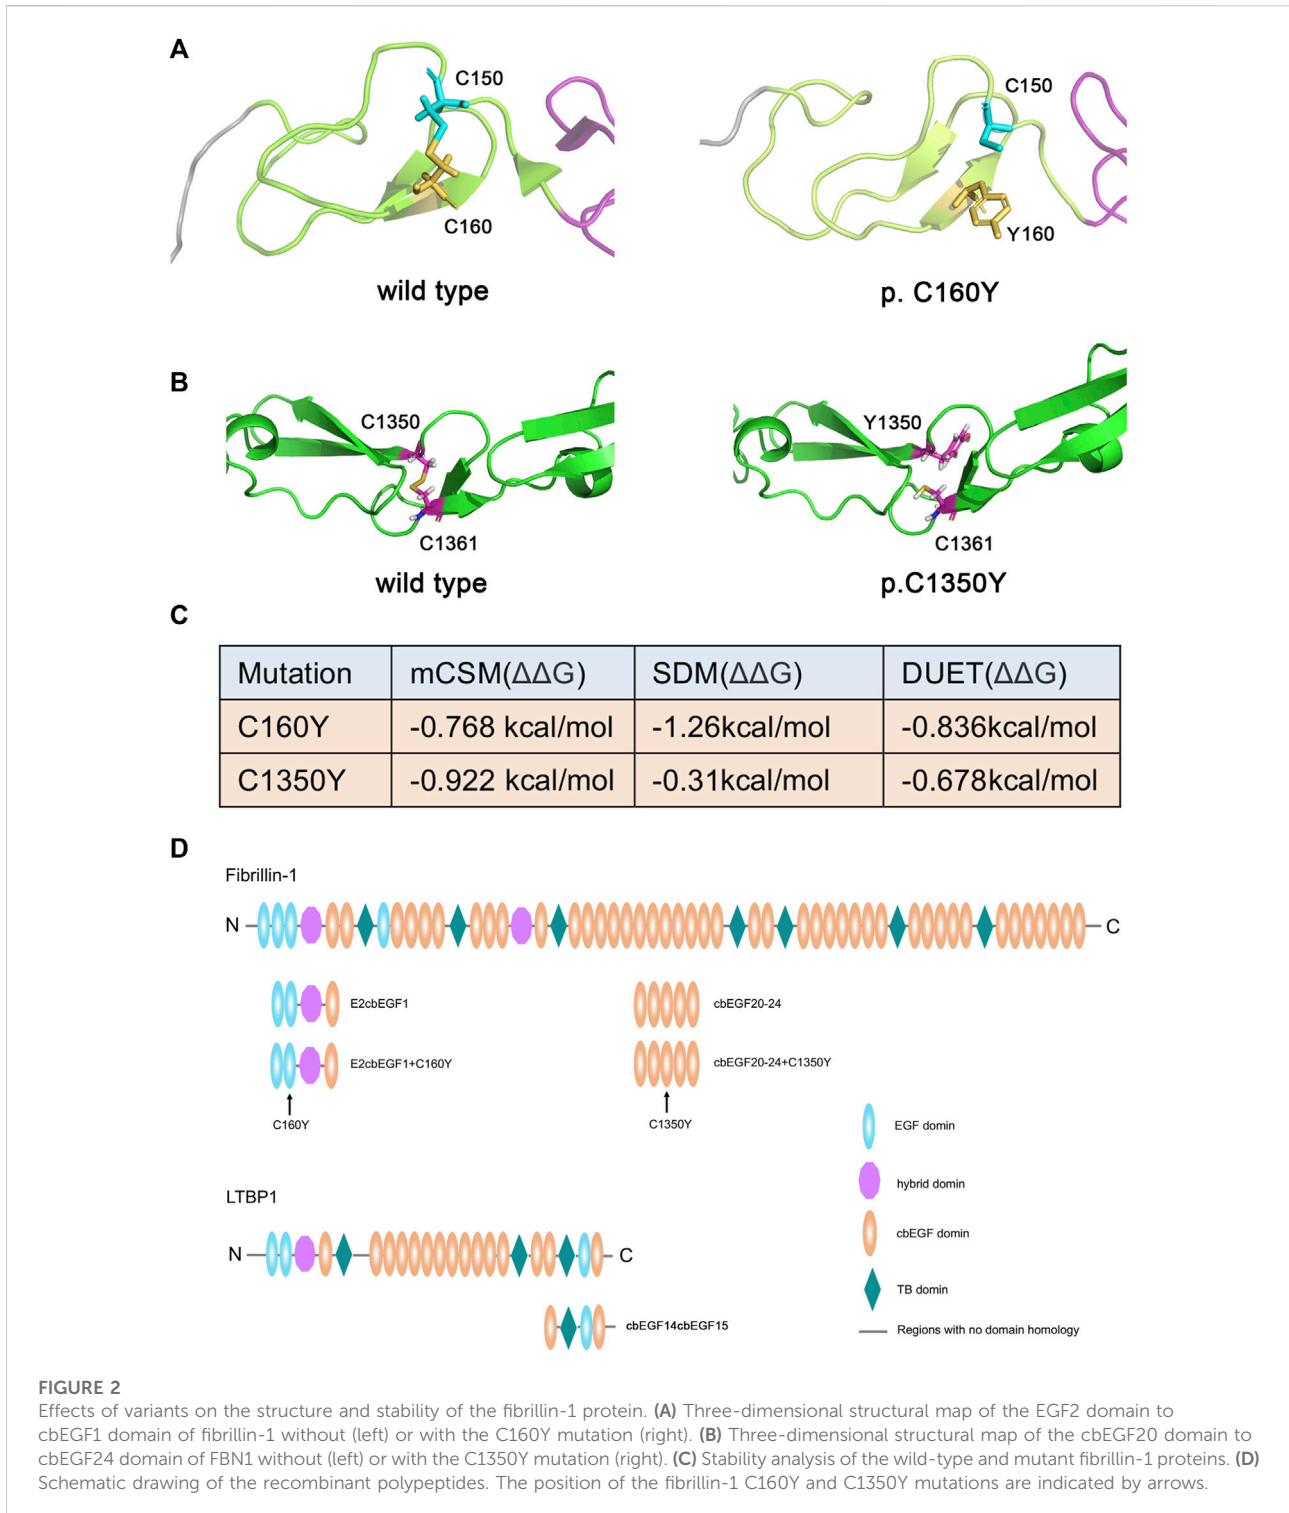 A
C150
C160
wild type
C150
Y160
p. C160Y
B
C1350
C1361
wild type
Y1350
C1361
p.C1350Y
C
Mutation mCSM(ΔΔG) SDM(ΔΔG) DUET(ΔΔG)
C160Y -0.768 kcal/mol -1.26kcal/mol -0.836kcal/mol
C1350Y -0.922 kcal/mol -0.31kcal/mol -0.678kcal/mol
D
Fibrillin-1
N C
E2cbEGF1 cbEGF20-24
E2cbEGF1+C160Y cbEGF20-24+C1350Y
C160Y C1350Y
EGF domin
hybrid domin
cbEGF domin
TB domin
Regions with no domain homology
LTBP1
N C
cbEGF14cbEGF15
FIGURE 2
Effects of variants on the structure and stability of the fibrillin-1 protein. (A) Three-dimensional structural map of the EGF2 domain to
cbEGF1 domain of fibrillin-1 without (left) or with the C160Y mutation (right). (B) Three-dimensional structural map of the cbEGF20 domain to
cbEGF24 domain of FBN1 without (left) or with the C1350Y mutation (right). (C) Stability analysis of the wild-type and mutant fibrillin-1 proteins. (D)
Schematic drawing of the recombinant polypeptides. The position of the fibrillin-1 C160Y and C1350Y mutations are indicated by arrows.